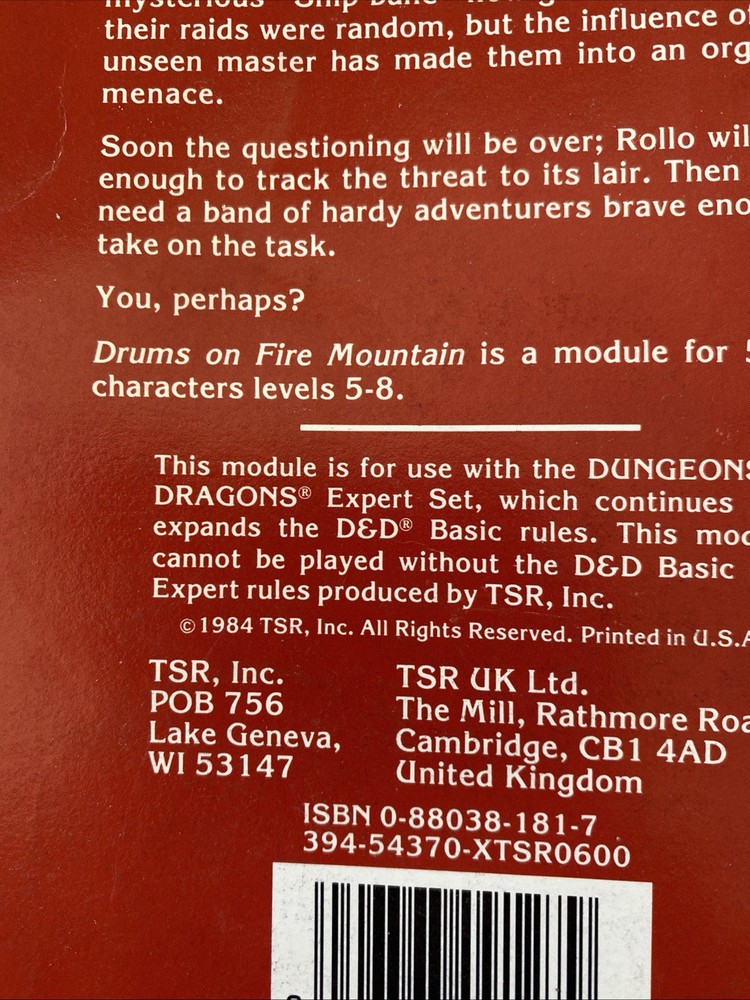 mysterious "Ship-Bane"
their raids were random, but the influence of
unseen master has made them into an org
menace.
Soon the questioning will be over; Rollo wil
enough to track the threat to its lair. Then
need a band of hardy adventurers brave eno
take on the task.
You, perhaps?
Drums on Fire Mountain is a module for 5
characters levels 5-8.
This module is for use with the DUNGEONS
DRAGONS® Expert Set, which continues
expands the D&D® Basic rules. This mod
cannot be played without the D&D Basic
Expert rules produced by TSR, Inc.
©1984 TSR, Inc. All Rights Reserved. Printed in U.S.A
TSR, Inc.
POB 756
Lake Geneva,
WI 53147
TSR UK Ltd.
The Mill, Rathmore Roa
Cambridge, CB1 4AD
United Kingdom
ISBN 0-88038-181-7
394-54370-XTSR0600